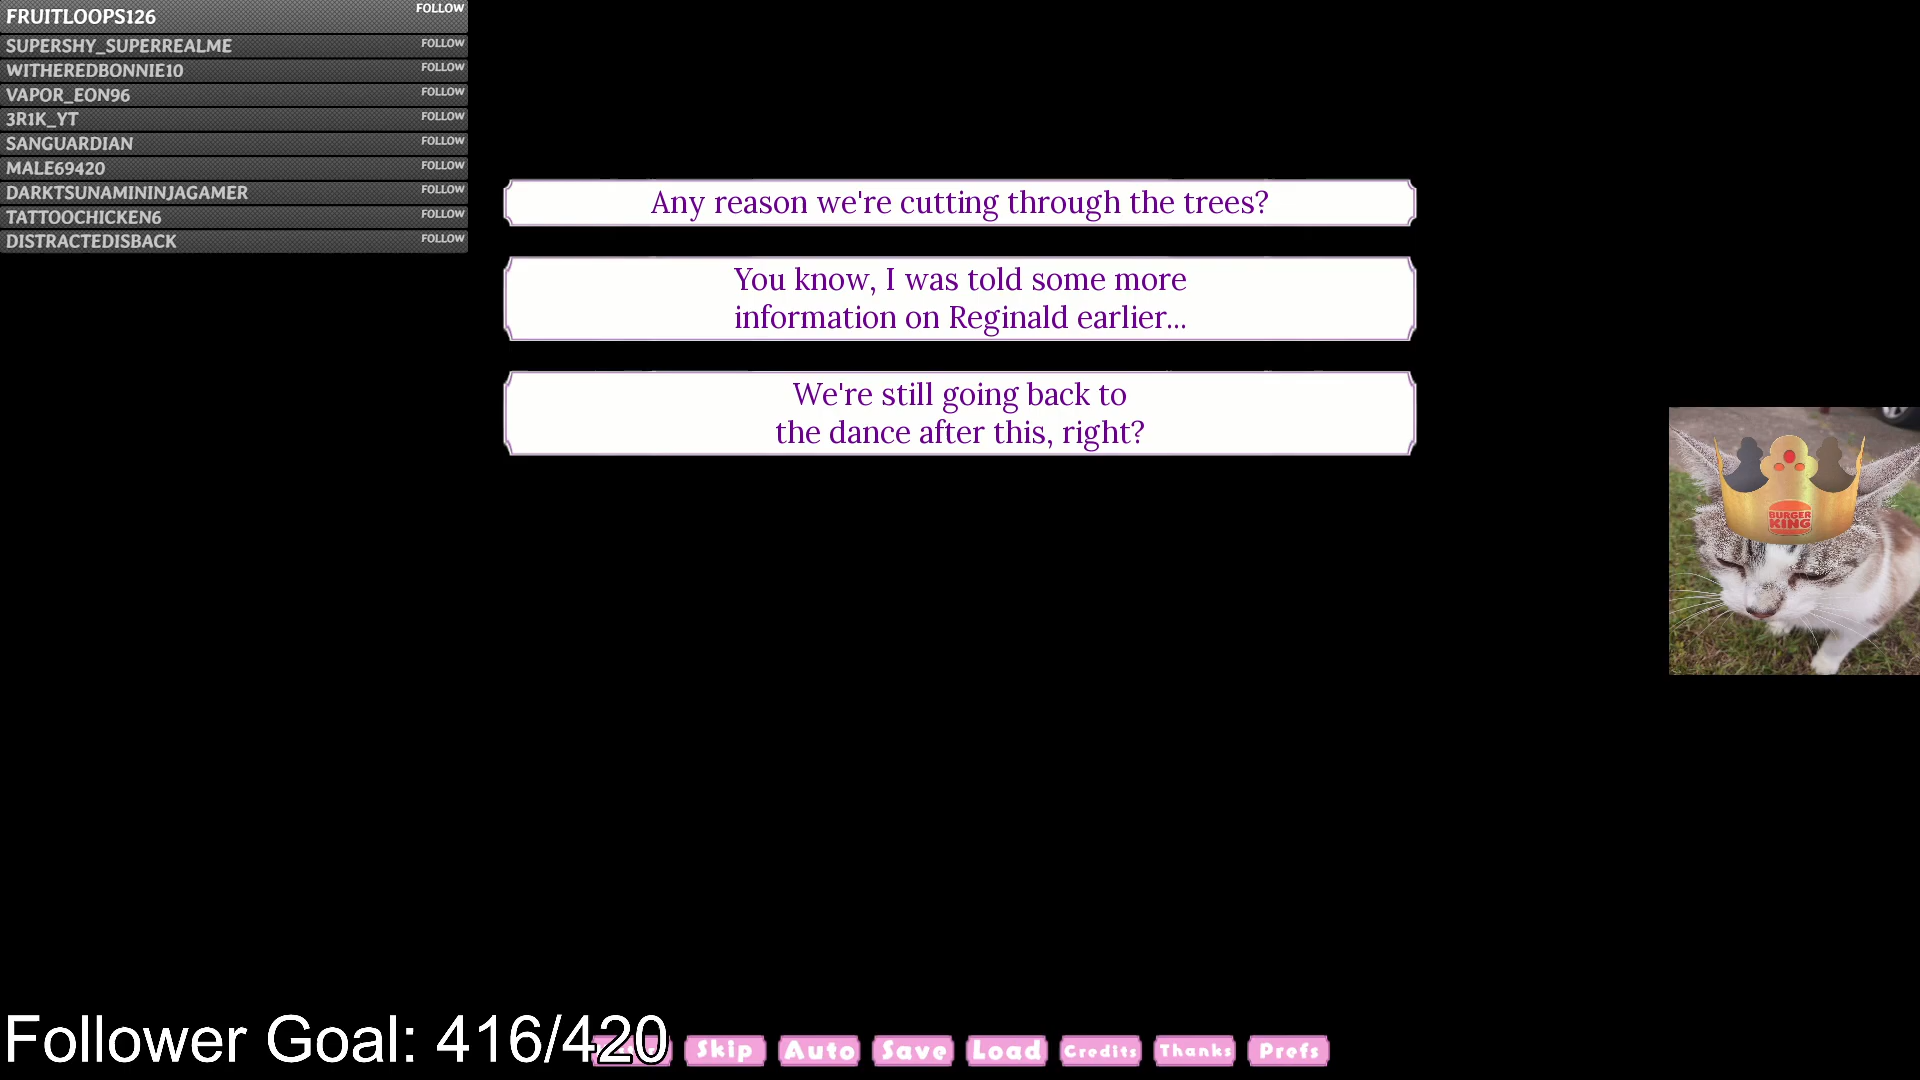 FRUITLOOPS126 FOLLOW
SUPERSHY_SUPERREALME FOLLOW
WITHEREDBONNIE10 FOLLOW
VAPOR_EON96 FOLLOW
3R1K_YT FOLLOW
SANGUARDIAN FOLLOW
MALE69420 FOLLOW
DARKTSUNAMININJAGAMER FOLLOW
TATTOOCHICKEN6 FOLLOW
DISTRACTEDISBACK FOLLOW
Any reason we're cutting through the trees?
You know, I was told some more
information on Reginald earlier...
We're still going back to
the dance after this, right?
BURGER
KING
Follower Goal: 416/420
Skip Auto Save Load Credits Thanks Prefs